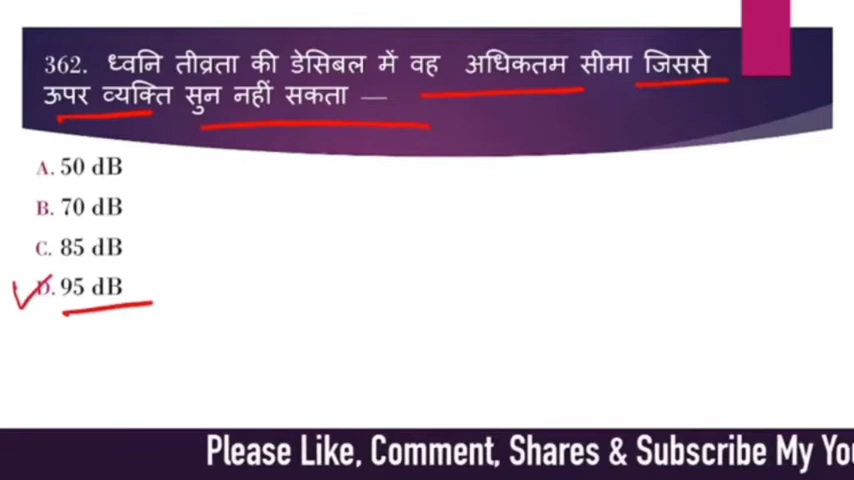 362. ध्वनि तीव्रता की डेसिबल में वह अधिकतम सीमा जिससे
ऊपर व्यक्ति सुन नहीं सकता —
A. 50 dB
B. 70 dB
C. 85 dB
D. 95 dB
Please Like, Comment, Shares & Subscribe My